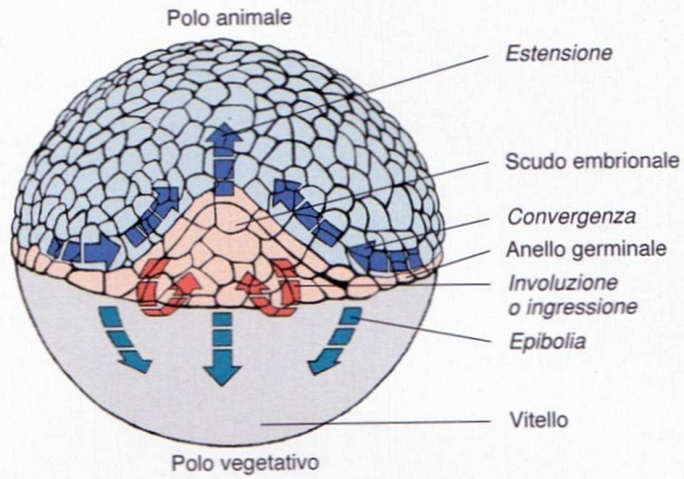 Polo animale
Estensione
Scudo embrionale
Convergenza
Anello germinale
Involuzione
o ingressione
Epibolia
Vitello
Polo vegetativo